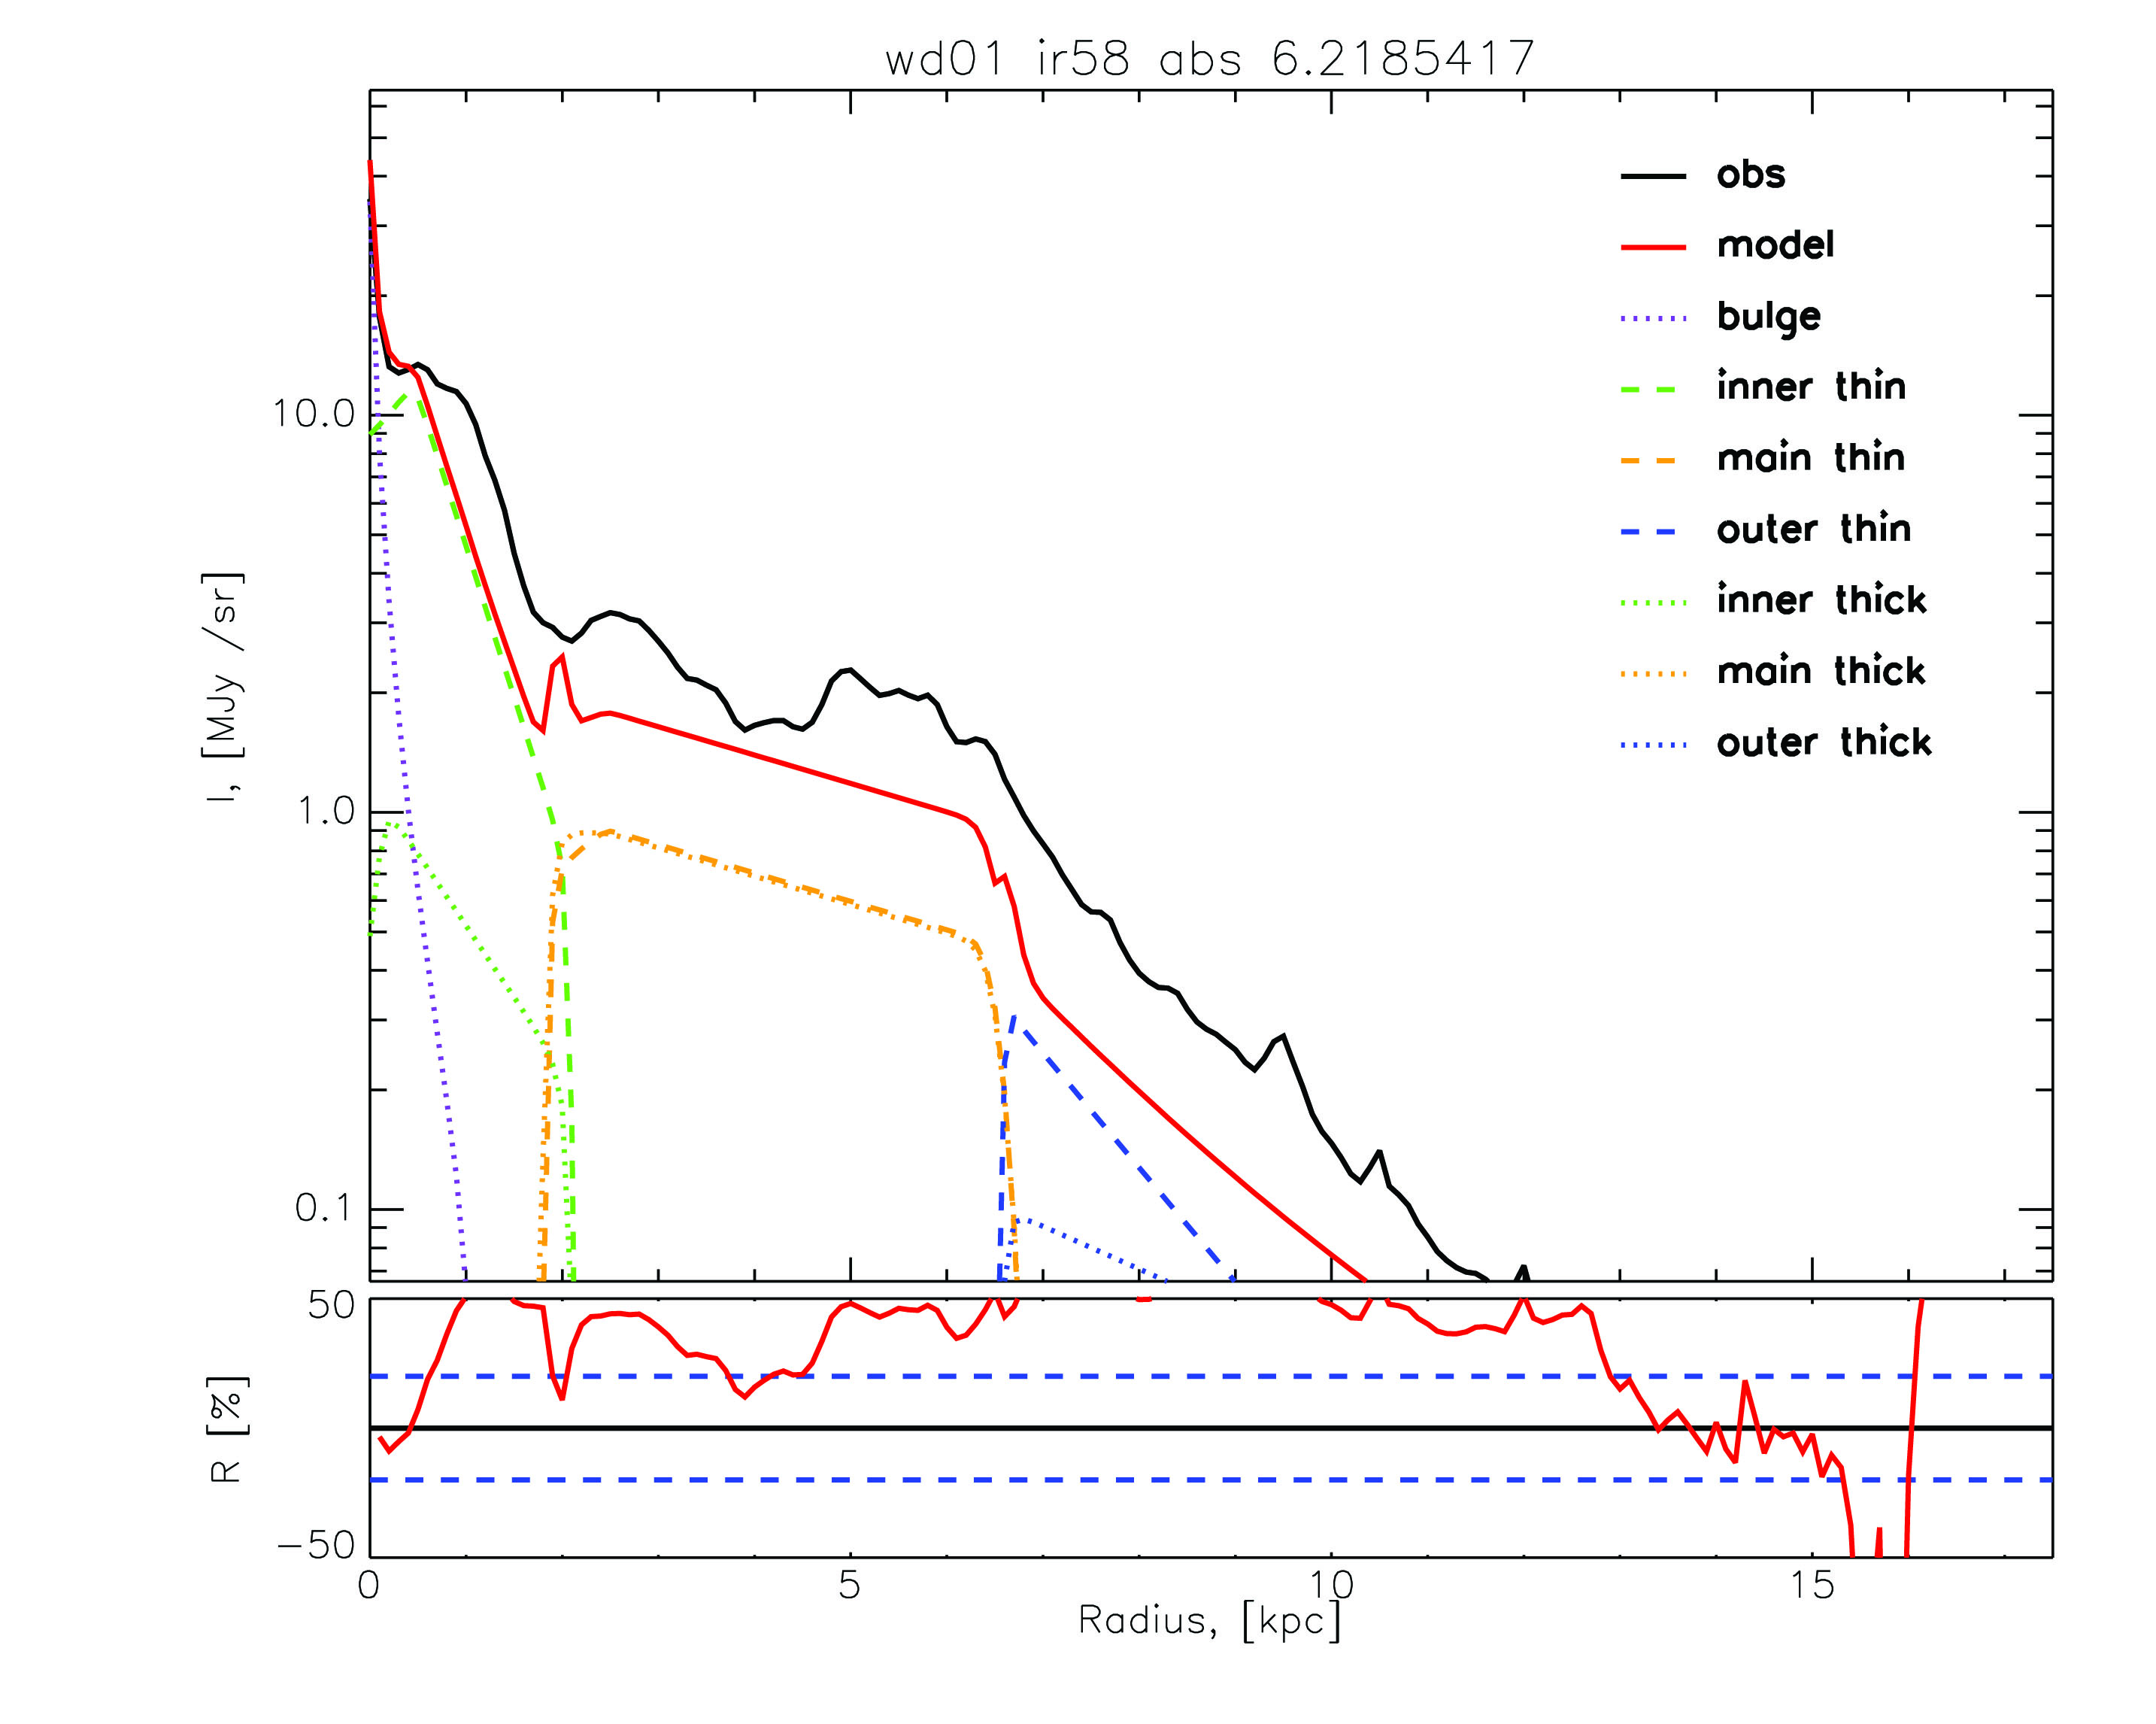 wd01 ir58 abs 6.2185417
obs
model
bulge
inner thin
main thin
outer thin
inner thick
main thick
outer thick
10.0
1.0
0.1
I, [MJy /sr]
50
-50
R [%]
0 5 10 15
Radius, [kpc]